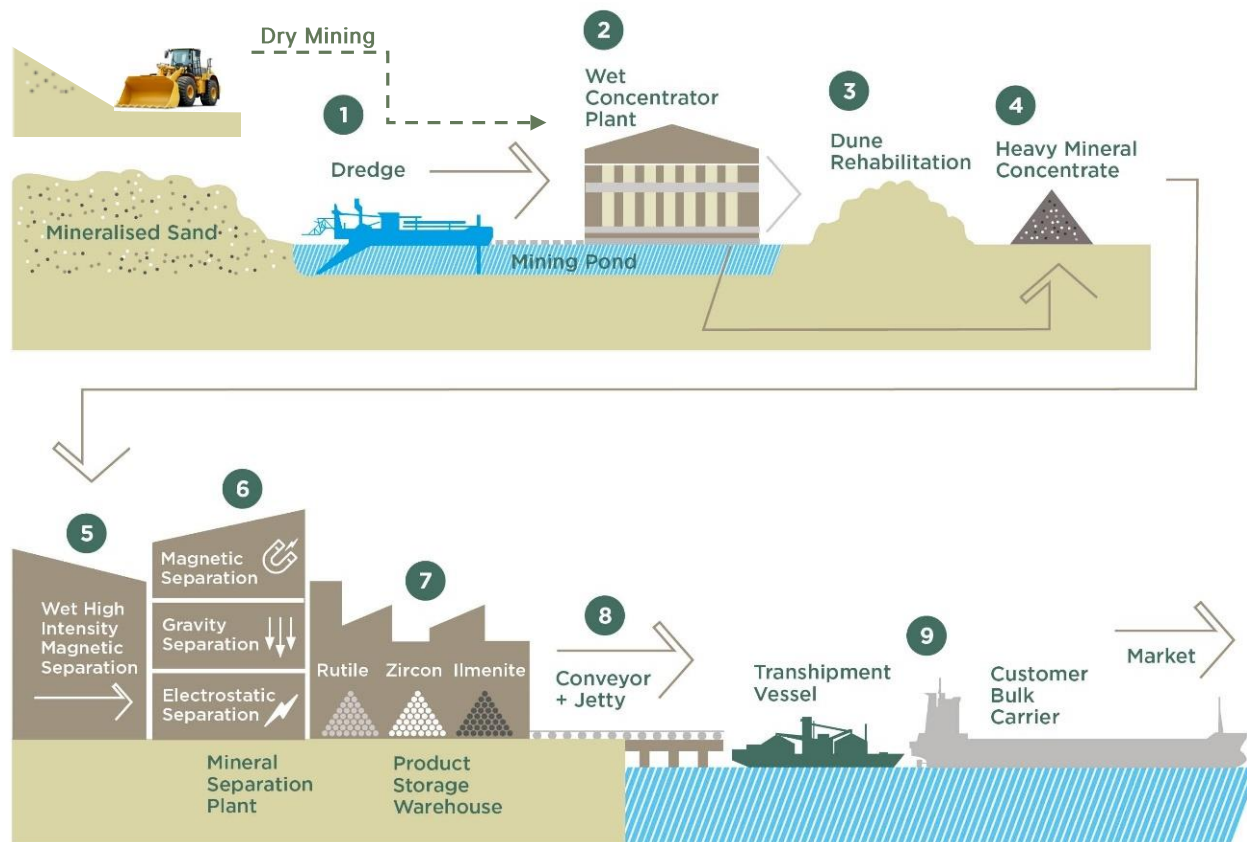 Dry Mining
2
Wet
Concentrator
Plant
1
Dredge
3
Dune
Rehabilitation
4
Heavy Mineral
Concentrate
Mineralised Sand
Mining Pond
5
Wet High
Intensity
Magnetic
Separation
6
Magnetic
Separation
Gravity
Separation
Electrostatic
Separation
Mineral
Separation
Plant
7
Rutile
Zircon
Ilmenite
Product
Storage
Warehouse
8
Conveyor
+ Jetty
Transhipment
Vessel
9
Customer
Bulk
Carrier
Market